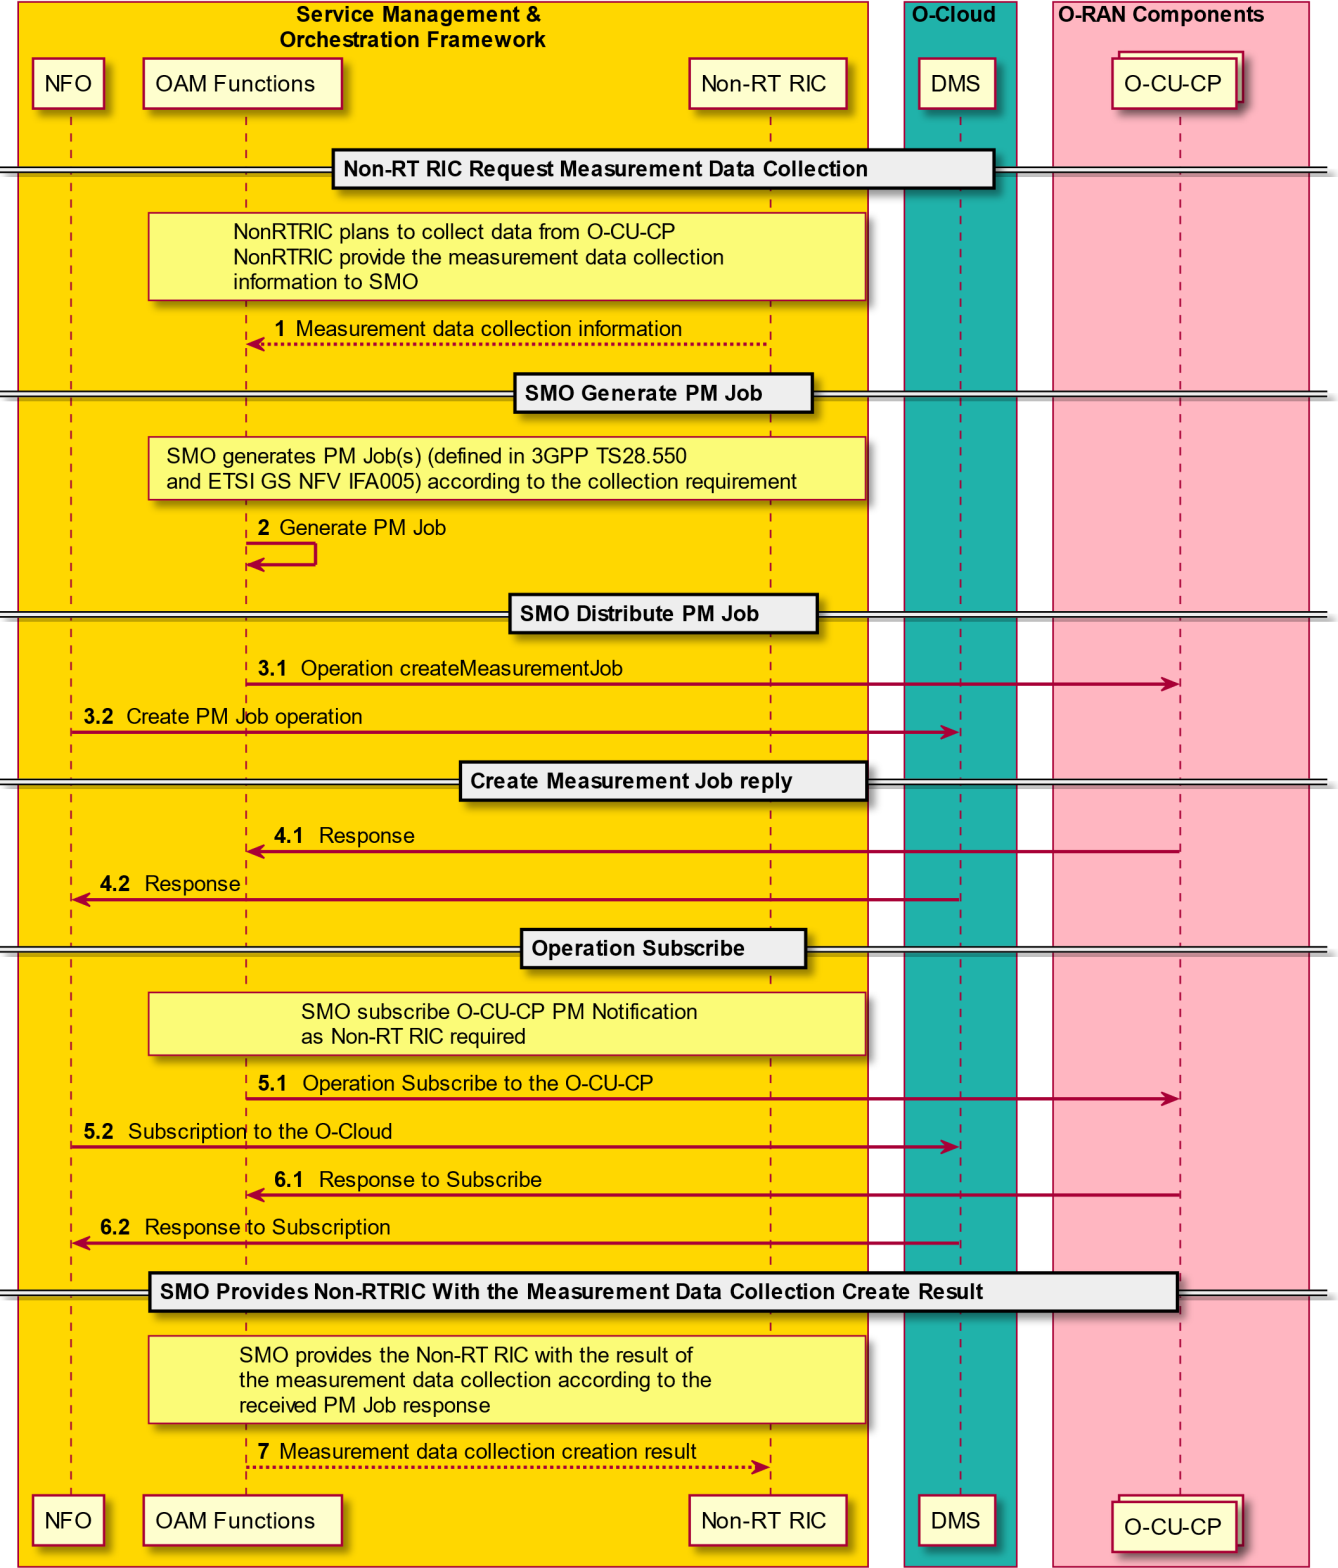 Service Management &
Orchestration Framework
O-Cloud
O-RAN Components
NFO
OAM Functions
Non-RT RIC
DMS
O-CU-CP
Non-RT RIC Request Measurement Data Collection
NonRTRIC plans to collect data from O-CU-CP
NonRTRIC provide the measurement data collection
information to SMO
1 Measurement data collection information
SMO Generate PM Job
SMO generates PM Job(s) (defined in 3GPP TS28.550
and ETSI GS NFV IFA005) according to the collection requirement
2 Generate PM Job
SMO Distribute PM Job
3.1 Operation createMeasurementJob
3.2 Create PM Job operation
Create Measurement Job reply
4.1 Response
4.2 Response
Operation Subscribe
SMO subscribe O-CU-CP PM Notification
as Non-RT RIC required
5.1 Operation Subscribe to the O-CU-CP
5.2 Subscription to the O-Cloud
6.1 Response to Subscribe
6.2 Response to Subscription
SMO Provides Non-RTRIC With the Measurement Data Collection Create Result
SMO provides the Non-RT RIC with the result of
the measurement data collection according to the
received PM Job response
7 Measurement data collection creation result
NFO
OAM Functions
Non-RT RIC
DMS
O-CU-CP